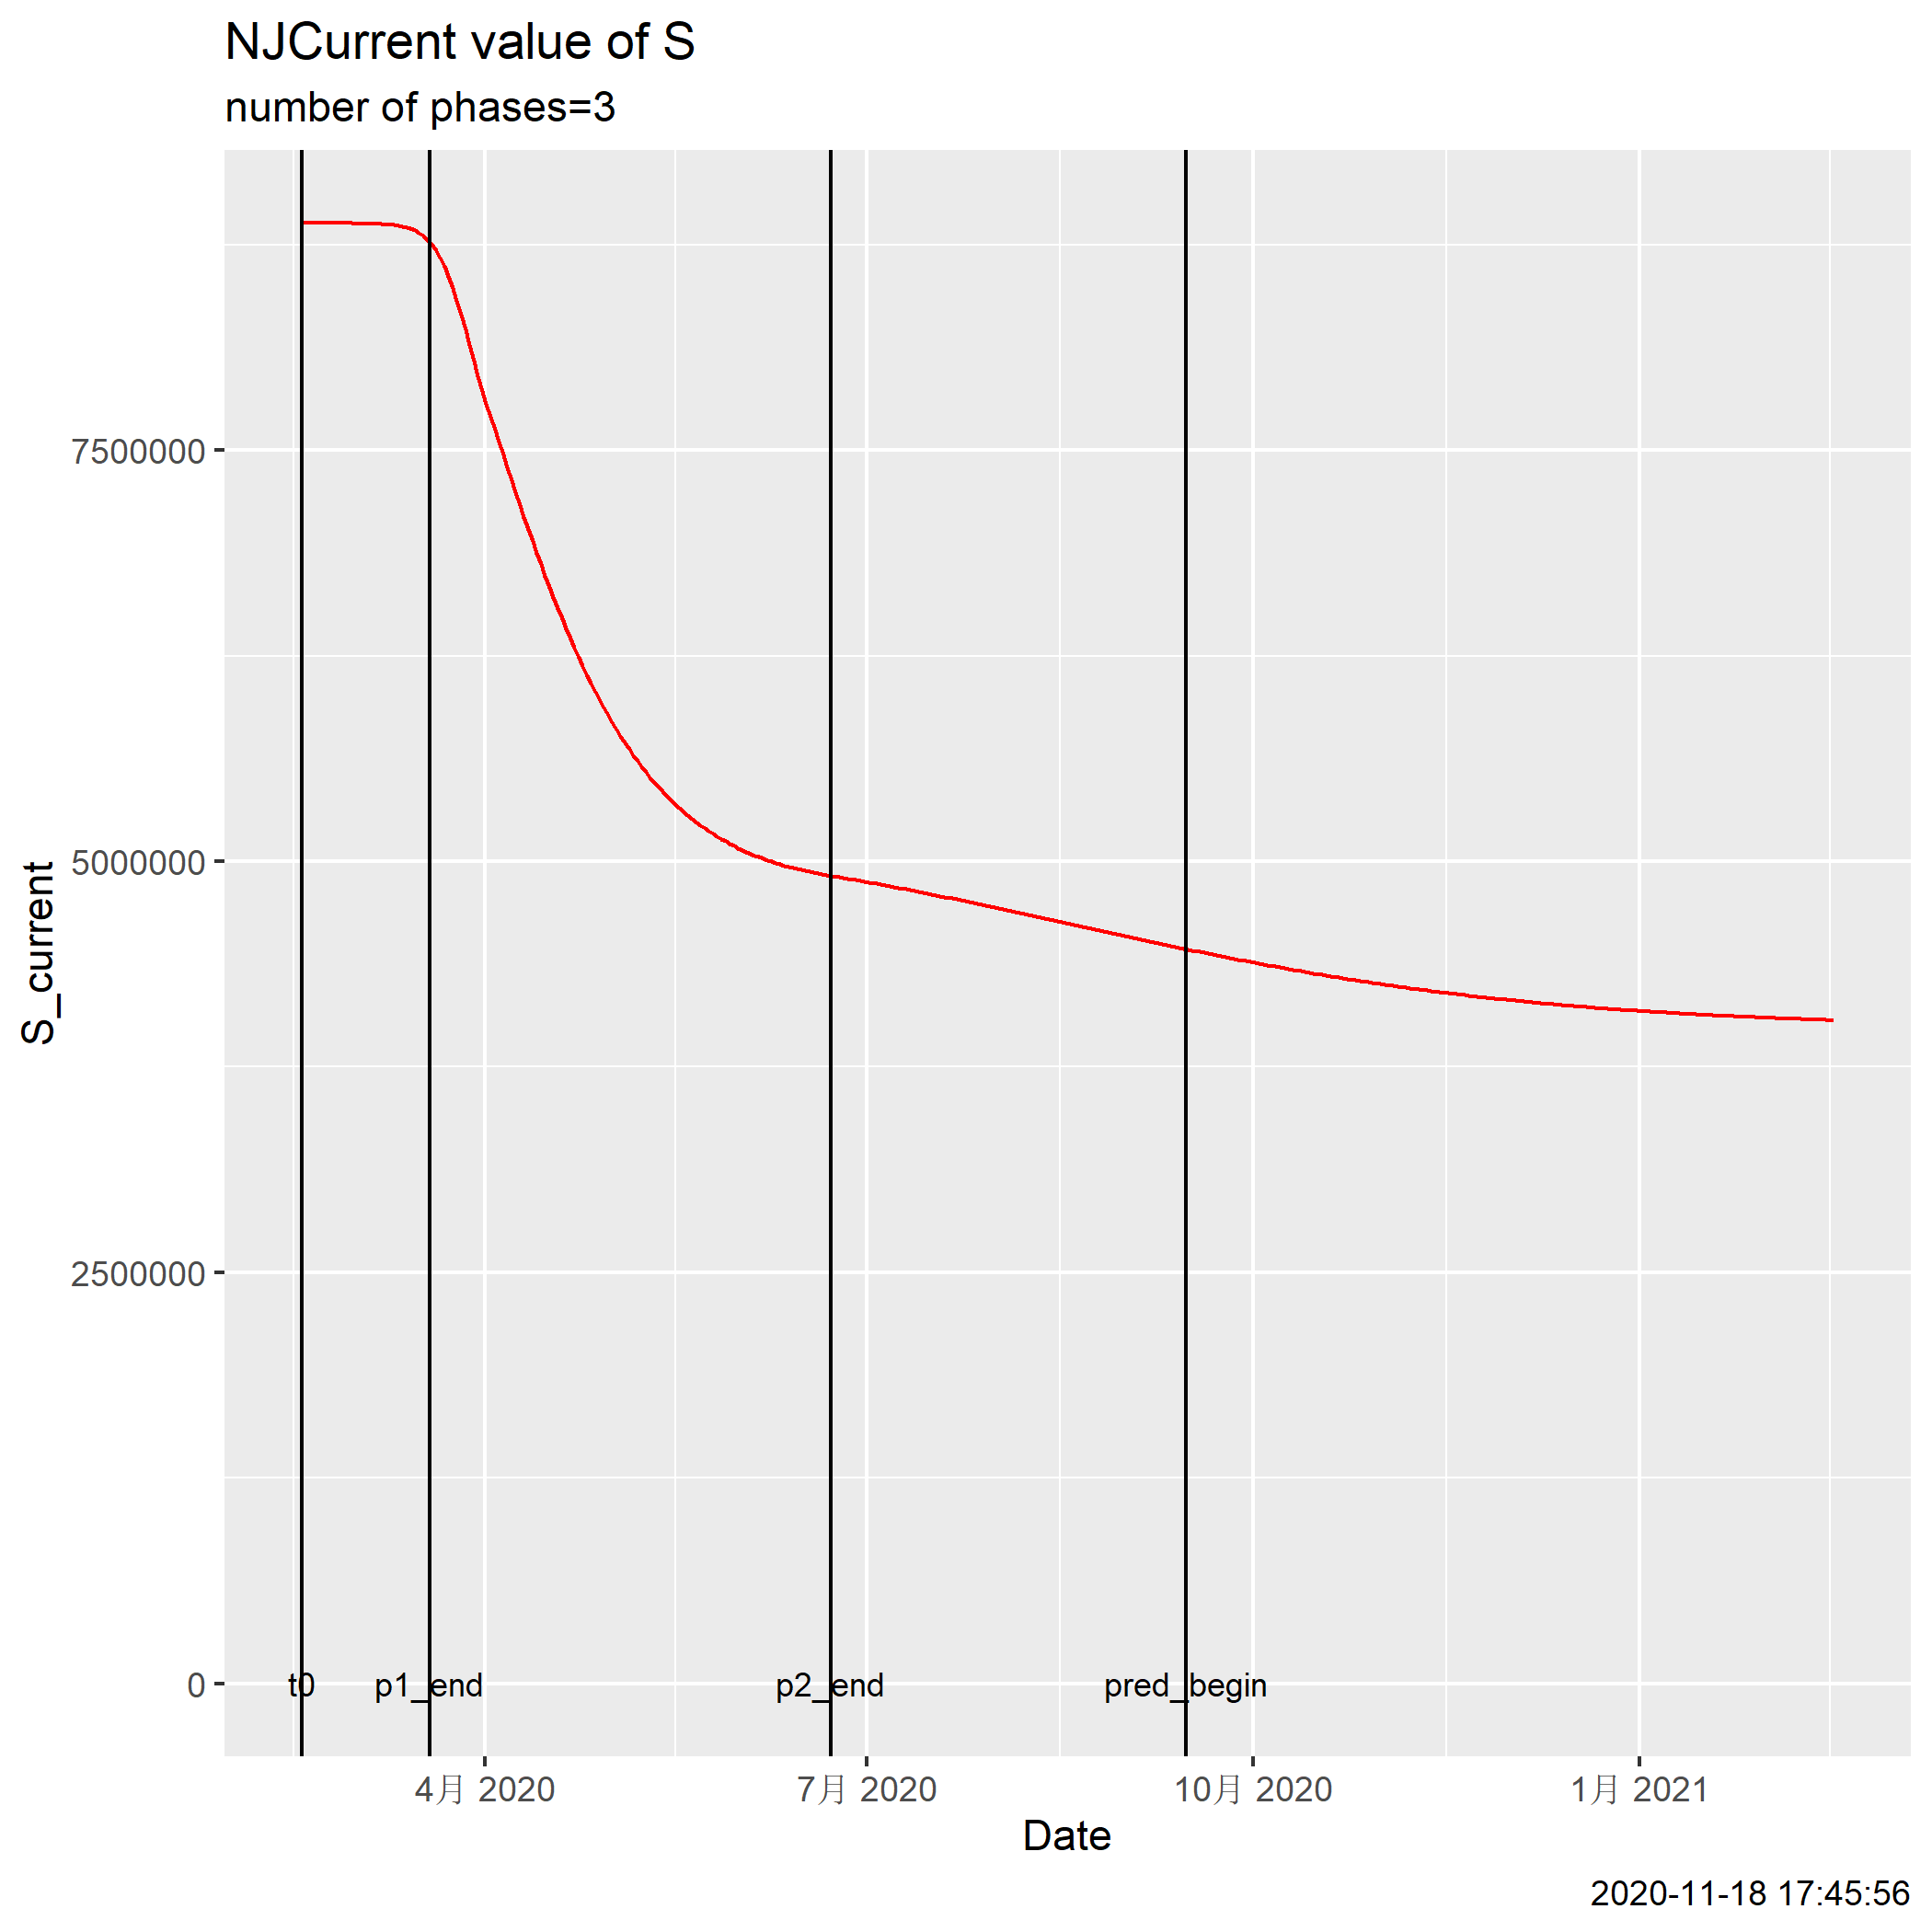 NJCurrent value of S
number of phases=3
S_current
7500000
5000000
2500000
0
t0 p1_end p2_end pred_begin
4月 2020 7月 2020 10月 2020 1月 2021
Date
2020-11-18 17:45:56